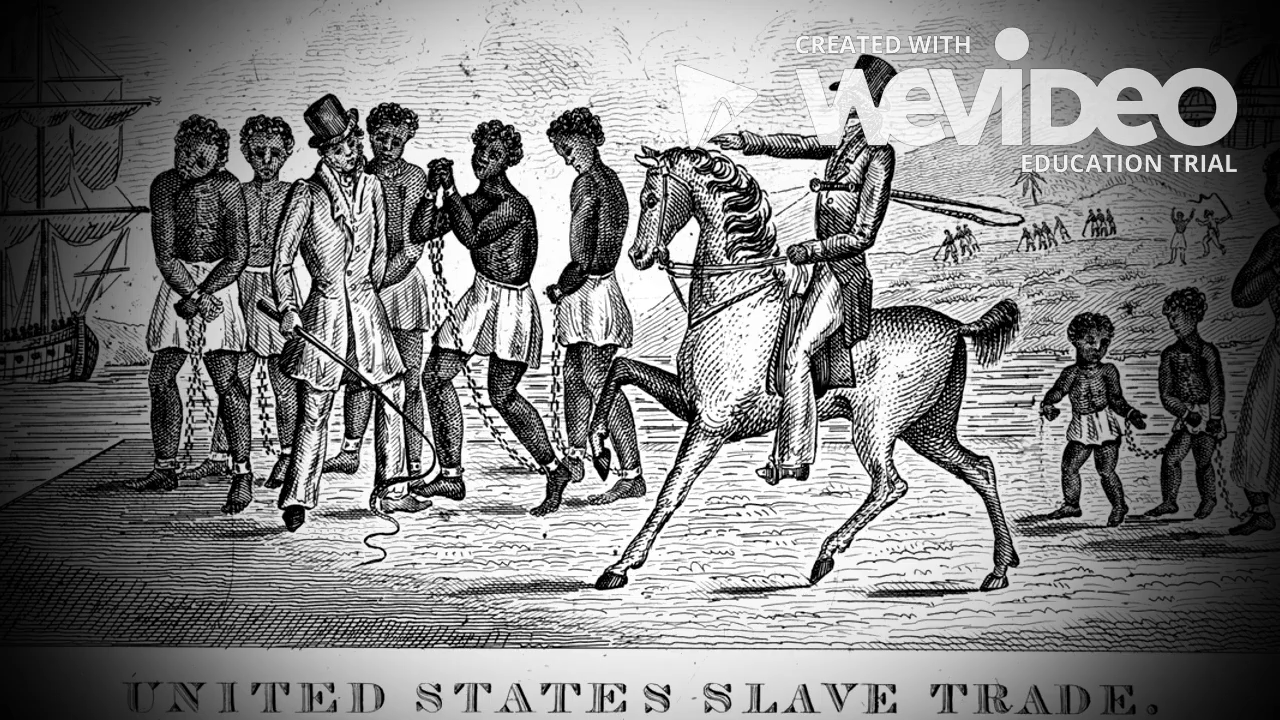 CREATED WITH
WeVideo
EDUCATION TRIAL
UNITED STATES SLAVE TRADE.